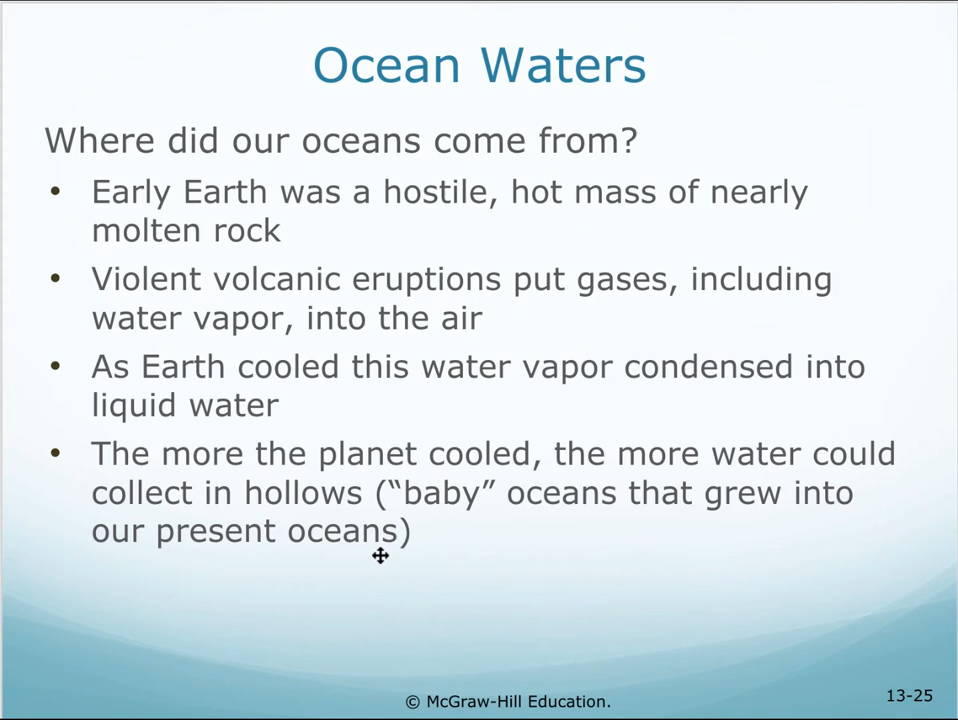 Ocean Waters
Where did our oceans come from?
• Early Earth was a hostile, hot mass of nearly
molten rock
• Violent volcanic eruptions put gases, including
water vapor, into the air
• As Earth cooled this water vapor condensed into
liquid water
• The more the planet cooled, the more water could
collect in hollows (“baby” oceans that grew into
our present oceans)
© McGraw-Hill Education.
13-25